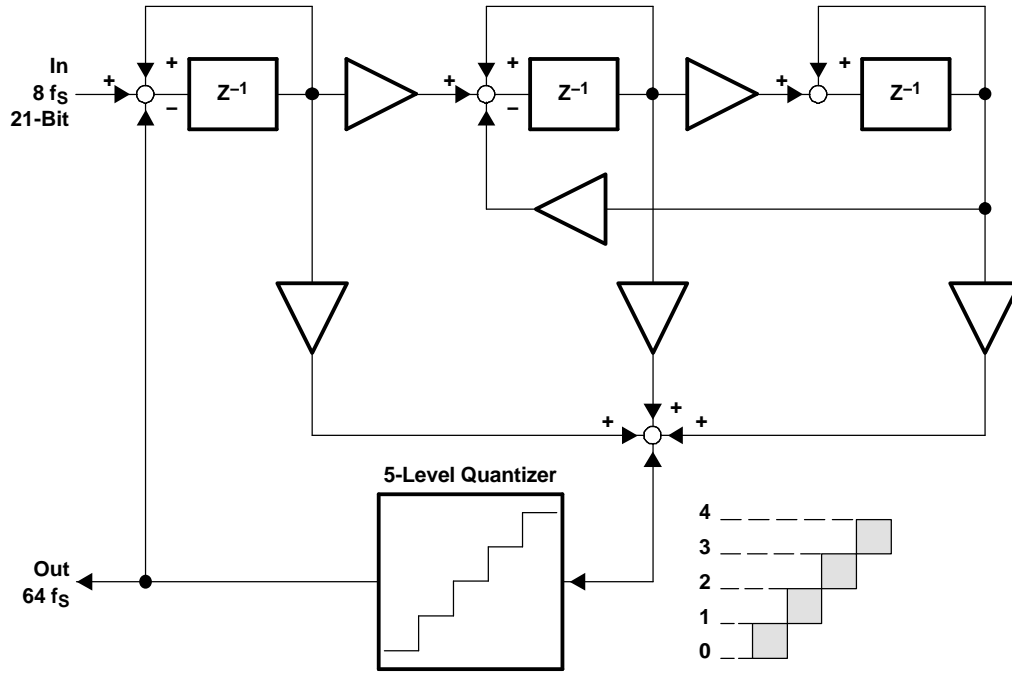 In
8 fS
21-Bit
+
+
–
Z–1
+
+
–
Z–1
+
+
Z–1
+
+
+
5-Level Quantizer
Out
64 fS
4
3
2
1
0